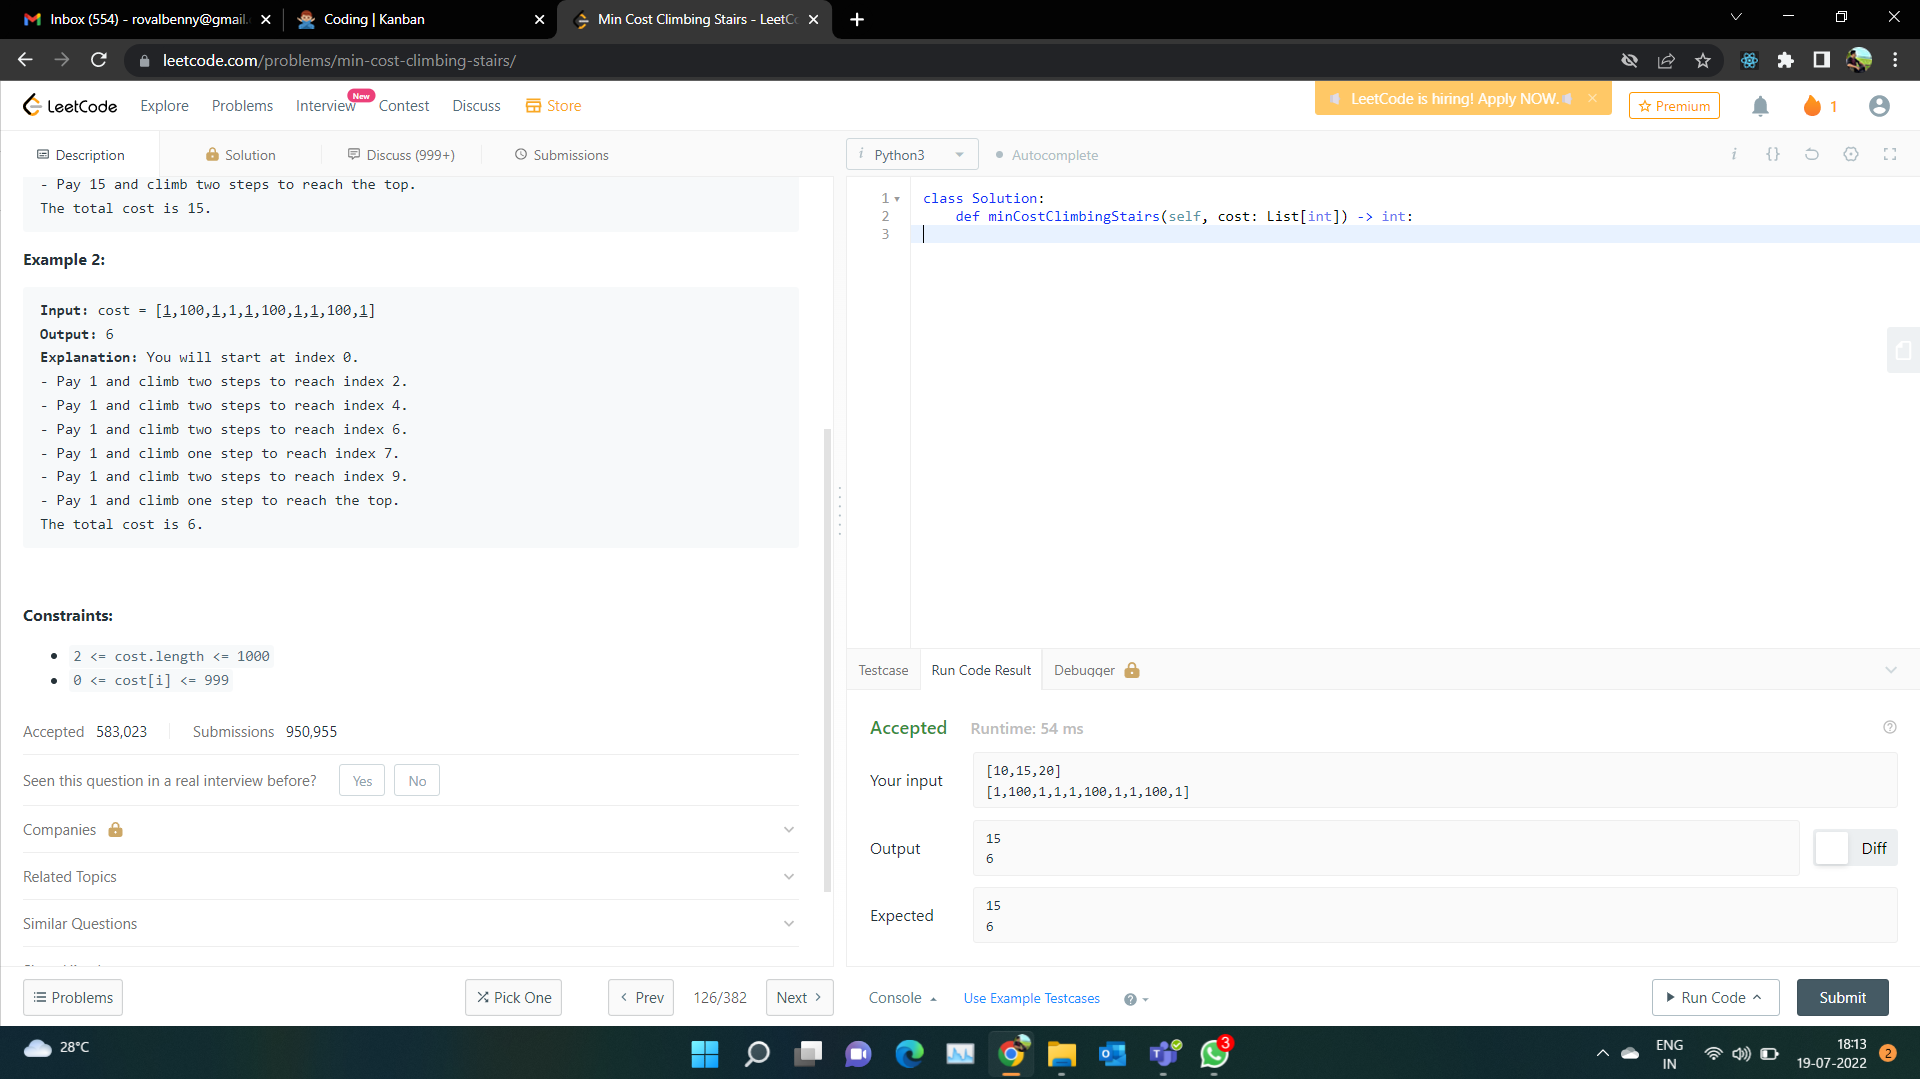 Inbox (554) - rovalbenny@gmail.
Coding | Kanban
Min Cost Climbing Stairs - LeetCo
leetcode.com/problems/min-cost-climbing-stairs/
LeetCode
Explore
Problems
Interview
New
Contest
Discuss
Store
LeetCode is hiring! Apply NOW.
Premium
1
Description
Solution
Discuss (999+)
Submissions
Python3
Autocomplete
- Pay 15 and climb two steps to reach the top.
The total cost is 15.
Example 2:
Input: cost = [1,100,1,1,1,100,1,1,100,1]
Output: 6
Explanation: You will start at index 0.
- Pay 1 and climb two steps to reach index 2.
- Pay 1 and climb two steps to reach index 4.
- Pay 1 and climb two steps to reach index 6.
- Pay 1 and climb one step to reach index 7.
- Pay 1 and climb two steps to reach index 9.
- Pay 1 and climb one step to reach the top.
The total cost is 6.
Constraints:
2 <= cost.length <= 1000
0 <= cost[i] <= 999
Accepted 583,023 Submissions 950,955
Seen this question in a real interview before? Yes No
Companies
Related Topics
Similar Questions
1 class Solution:
2 def minCostClimbingStairs(self, cost: List[int]) -> int:
3
Testcase Run Code Result Debugger
Accepted Runtime: 54 ms
Your input
[10,15,20]
[1,100,1,1,1,100,1,1,100,1]
Output
15
6
Diff
Expected
15
6
Problems
Pick One
Prev
126/382
Next
Console
Use Example Testcases
Run Code
Submit
28°C
3
ENG
IN
18:13
19-07-2022
2